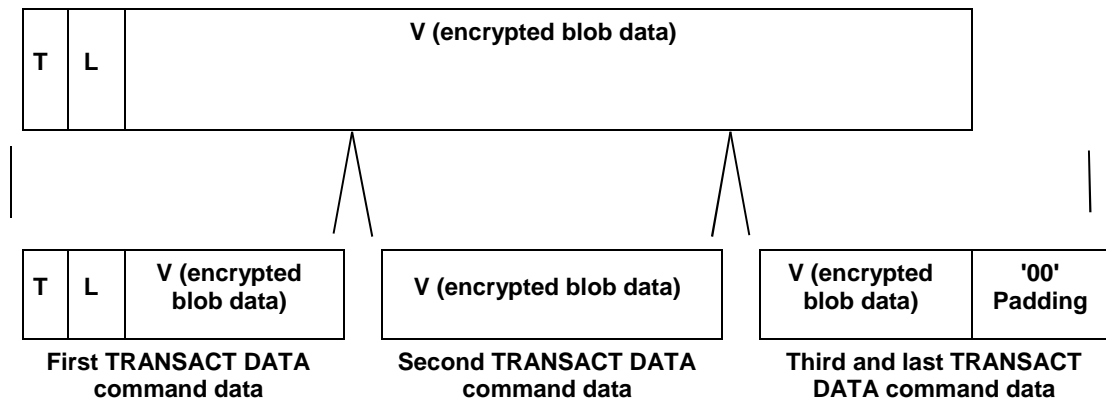 V (encrypted blob data)
T L
T L V (encrypted
blob data)
V (encrypted blob data)
V (encrypted
blob data)
'00'
Padding
First TRANSACT DATA
command data
Second TRANSACT DATA
command data
Third and last TRANSACT
DATA command data